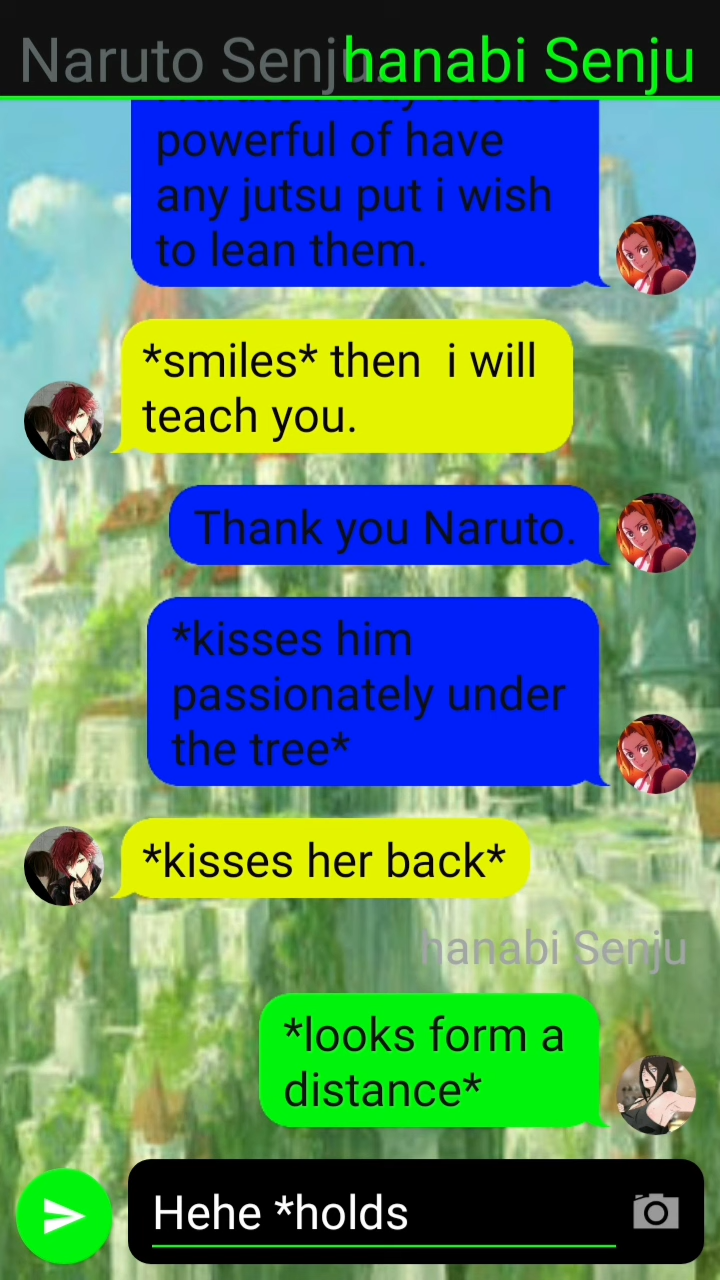 Naruto Senju hanabi Senju
powerful of have
any jutsu put i wish
to lean them.
*smiles* then i will
teach you.
Thank you Naruto.
*kisses him
passionately under
the tree*
*kisses her back*
hanabi Senju
*looks form a
distance*
Hehe *holds